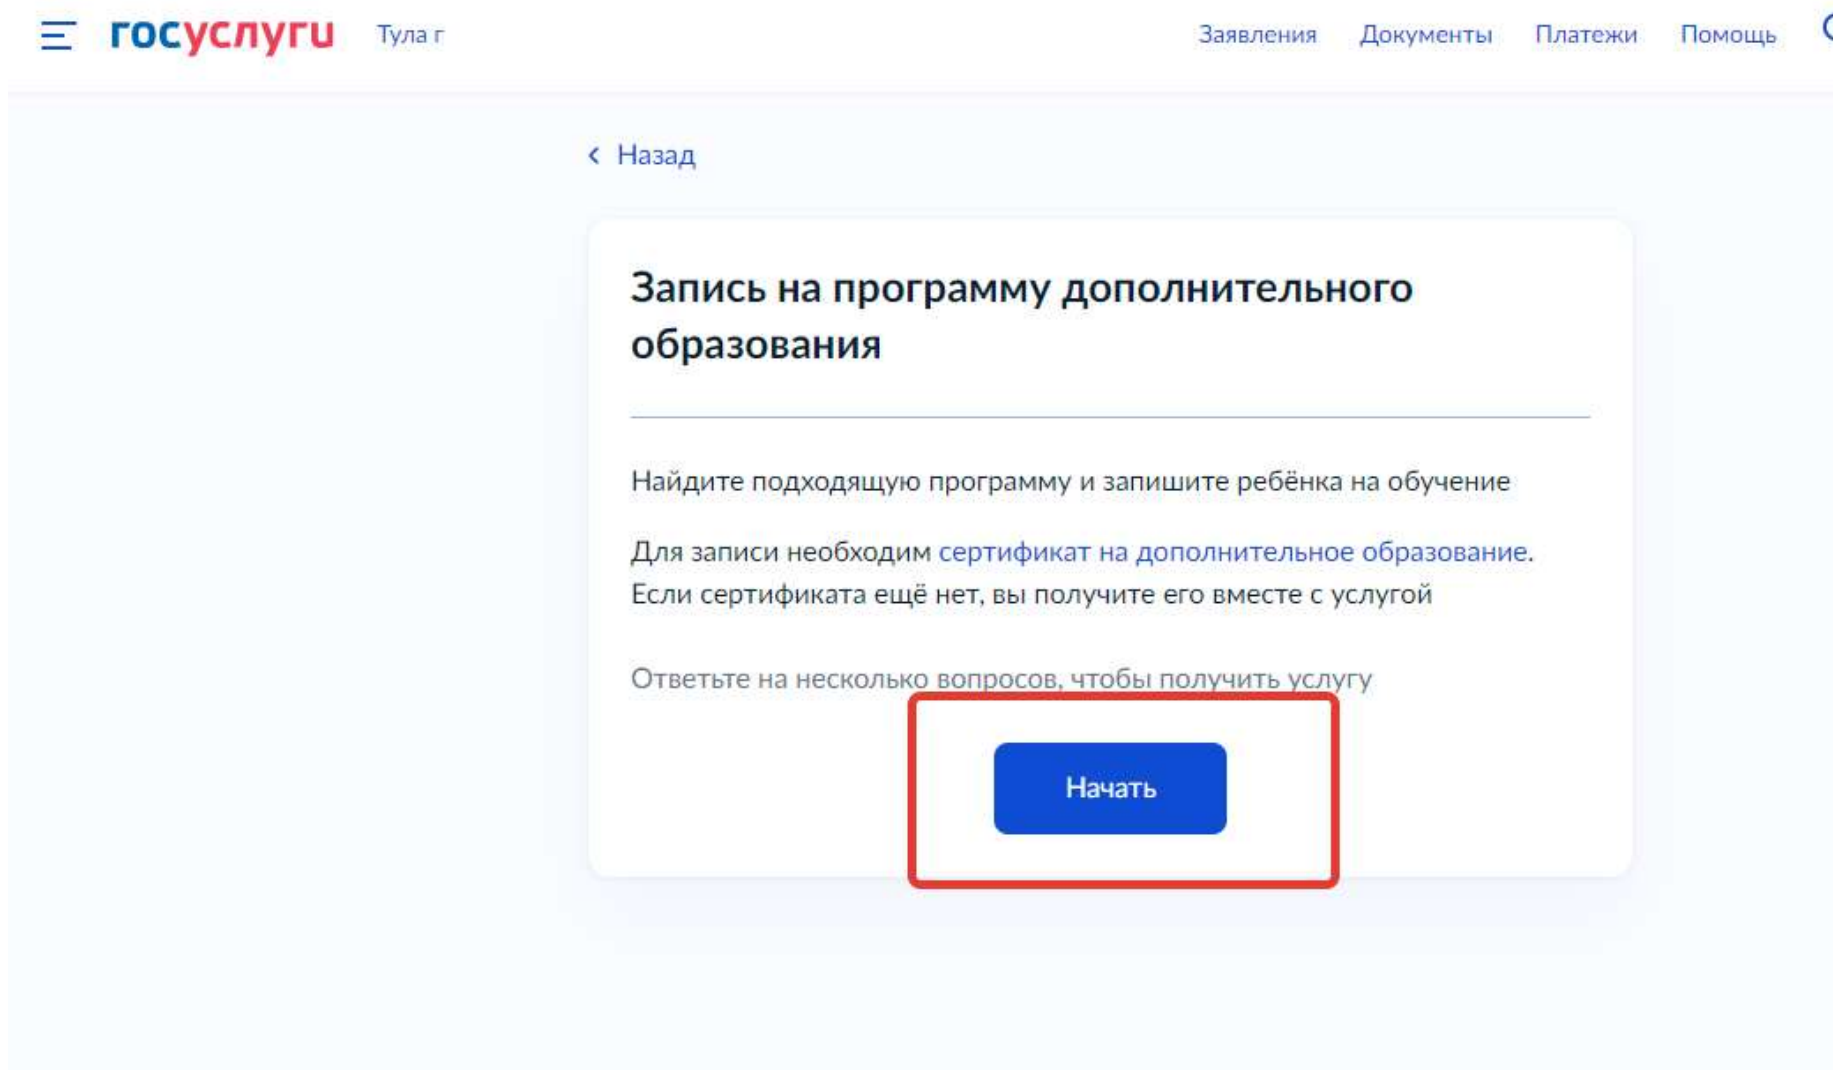 госуслуги Тула г Заявления Документы Платежи Помощь
Назад
Запись на программу дополнительного
образования
Найдите подходящую программу и запишите ребёнка на обучение
Для записи необходим сертификат на дополнительное образование.
Если сертификата ещё нет, вы получите его вместе с услугой
Ответьте на несколько вопросов, чтобы получить услугу
Начать